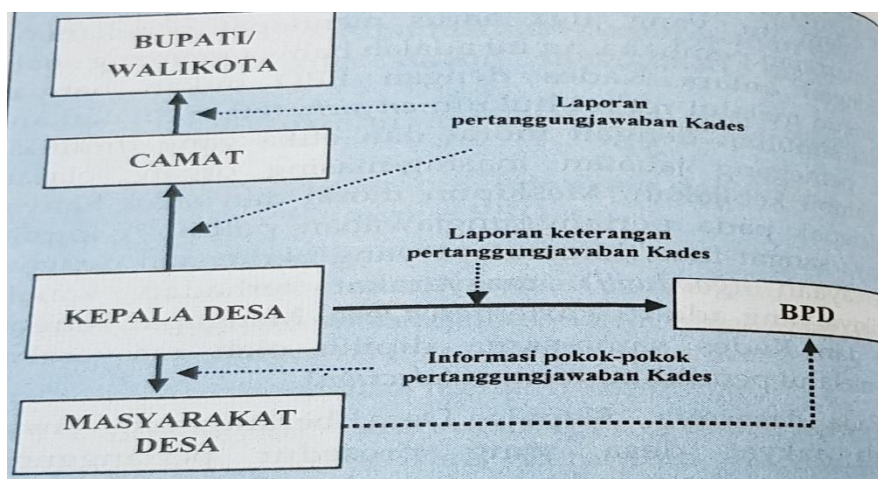 BUPATI/
WALIKOTA
Laporan
pertanggungjawaban Kades
CAMAT
Laporan keterangan
pertanggungjawaban Kades
KEPALA DESA
BPD
Informasi pokok-pokok
pertanggungjawaban Kades
MASYARAKAT
DESA